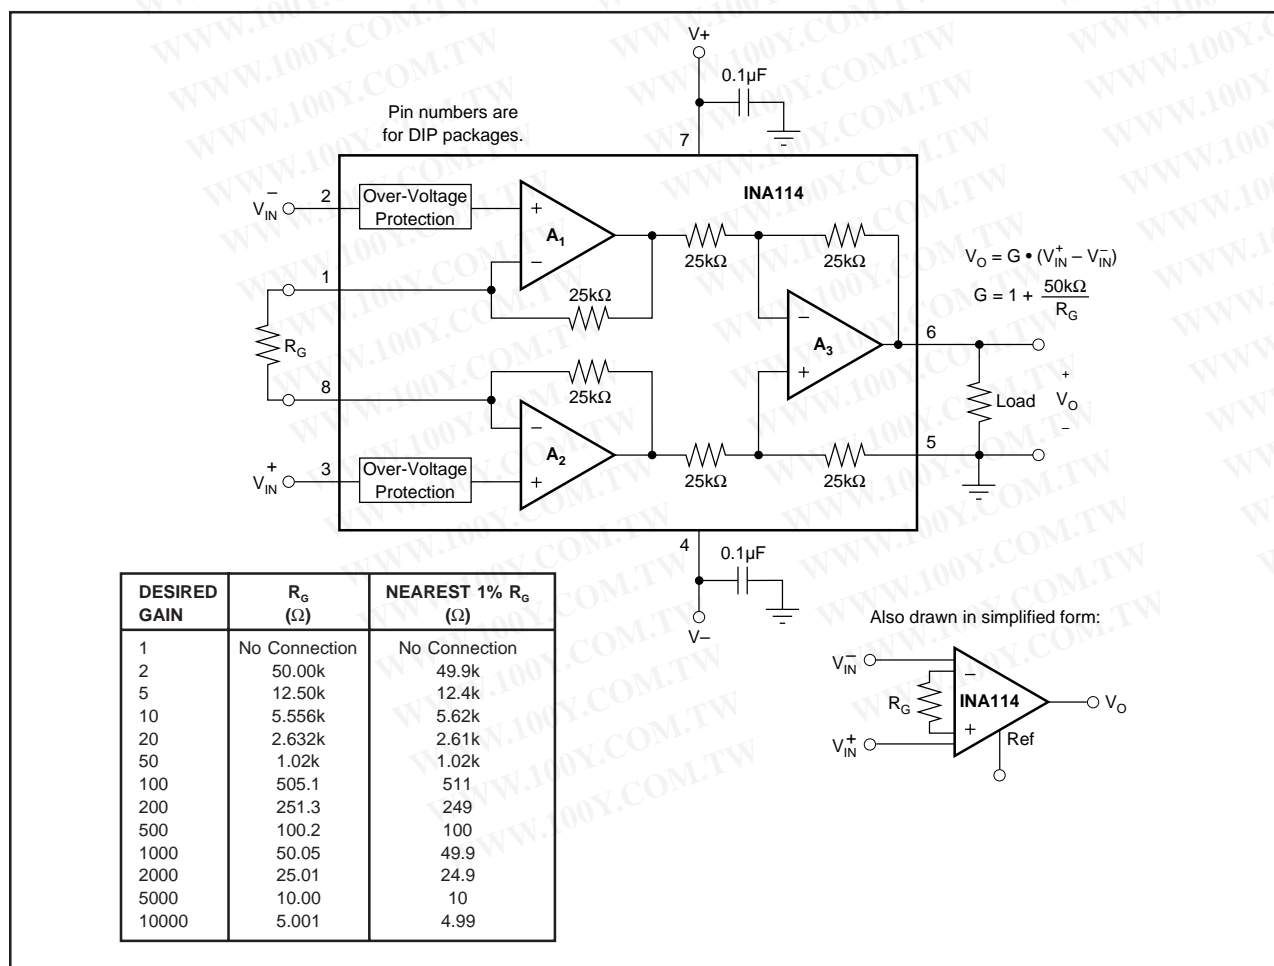 V+
0.1µF
Pin numbers are
for DIP packages.
7
INA114
V⁻IN
2
Over-Voltage
Protection
+
A1
−
25kΩ
25kΩ
25kΩ
VO = G • (V⁺IN – V⁻IN)
G = 1 + 50kΩ
RG
1
RG
8
−
A3
+
6
+
Load
VO
−
25kΩ
−
A2
+
25kΩ
25kΩ
5
V⁺IN
3
Over-Voltage
Protection
4
0.1µF
V–
DESIRED GAIN RG (Ω) NEAREST 1% RG (Ω)
1 No Connection No Connection
2 50.00k 49.9k
5 12.50k 12.4k
10 5.556k 5.62k
20 2.632k 2.61k
50 1.02k 1.02k
100 505.1 511
200 251.3 249
500 100.2 100
1000 50.05 49.9
2000 25.01 24.9
5000 10.00 10
10000 5.001 4.99
Also drawn in simplified form:
V⁻IN
−
RG
INA114
VO
+
V⁺IN
Ref
WWW.100Y.COM.TW